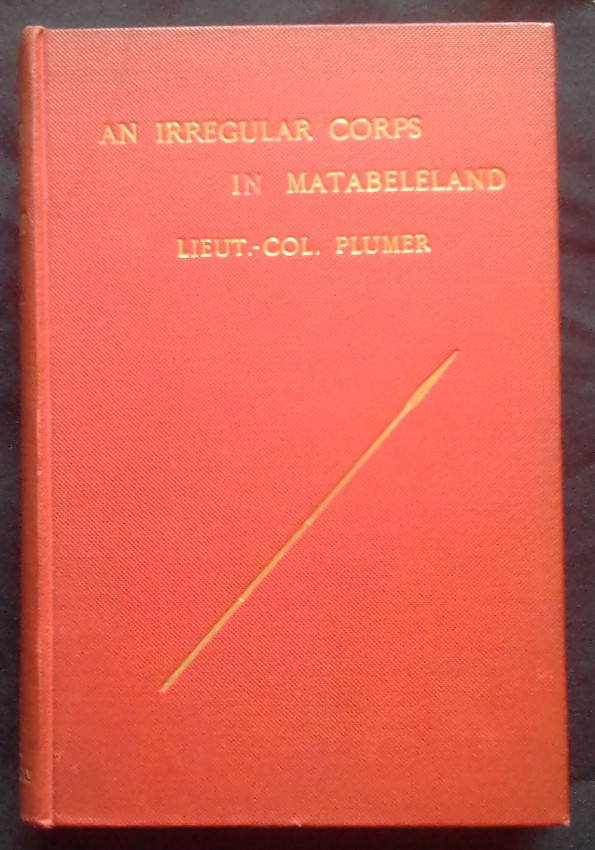 AN IRREGULAR CORPS
IN MATABELELAND
LIEUT.-COL. PLUMER